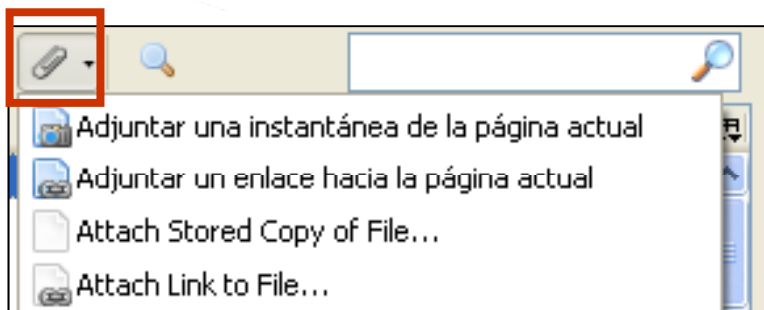 Adjuntar una instantánea de la página actual
Adjuntar un enlace hacia la página actual
Attach Stored Copy of File...
Attach Link to File...